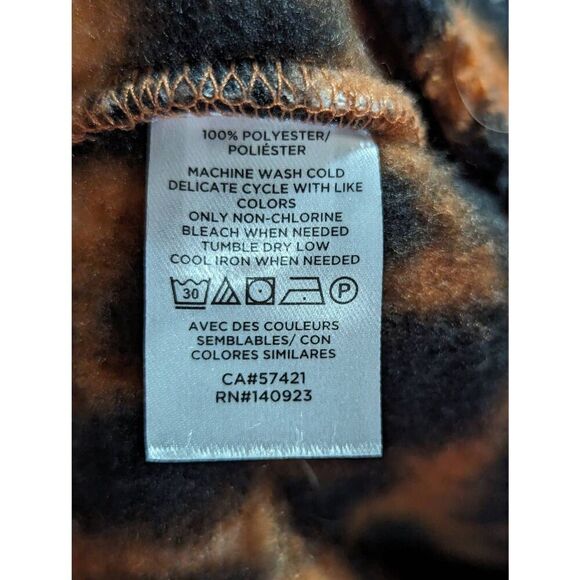 100% POLYESTER/
POLIÉSTER
MACHINE WASH COLD
DELICATE CYCLE WITH LIKE
COLORS
ONLY NON-CHLORINE
BLEACH WHEN NEEDED
TUMBLE DRY LOW
COOL IRON WHEN NEEDED
30 P
AVEC DES COULEURS
SEMBLABLES/ CON
COLORES SIMILARES
CA#57421
RN#140923